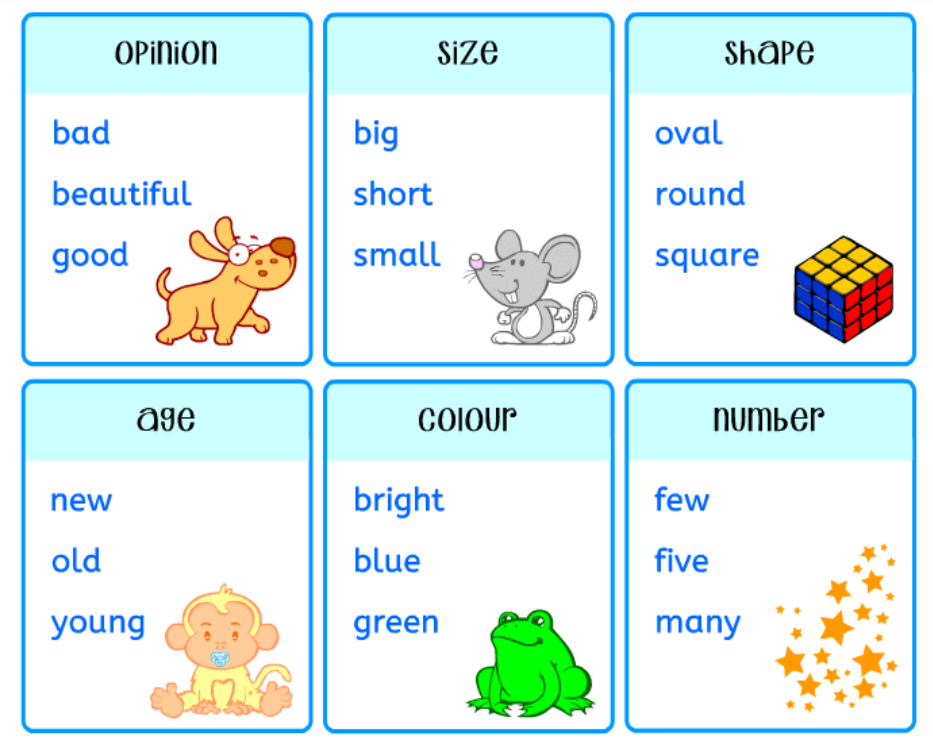 opinion
bad
beautiful
good
size
big
short
small
shape
oval
round
square
age
new
old
young
colour
bright
blue
green
number
few
five
many